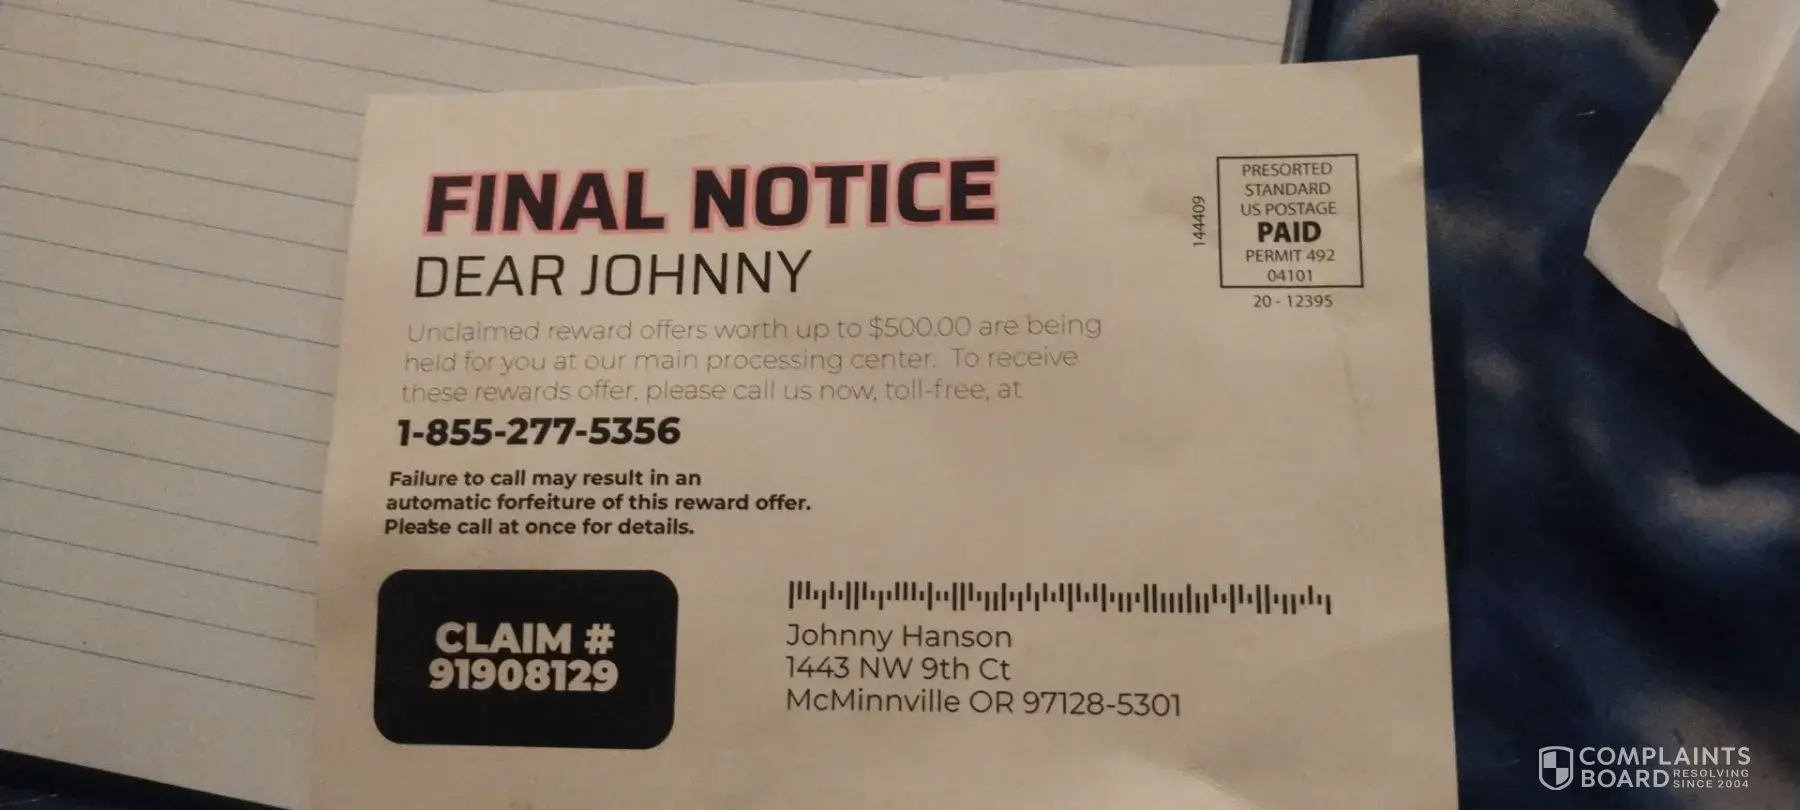 FINAL NOTICE
DEAR JOHNNY
Unclaimed reward offers worth up to $500.00 are being
held for you at our main processing center. To receive
these rewards offer, please call us now, toll-free, at
1-855-277-5356
Failure to call may result in an
automatic forfeiture of this reward offer.
Please call at once for details.
CLAIM #
91908129
144409
PRESORTED
STANDARD
US POSTAGE
PAID
PERMIT 492
04101
20 - 12395
Johnny Hanson
1443 NW 9th Ct
McMinnville OR 97128-5301
COMPLAINTS
BOARD RESOLVING
SINCE 2004